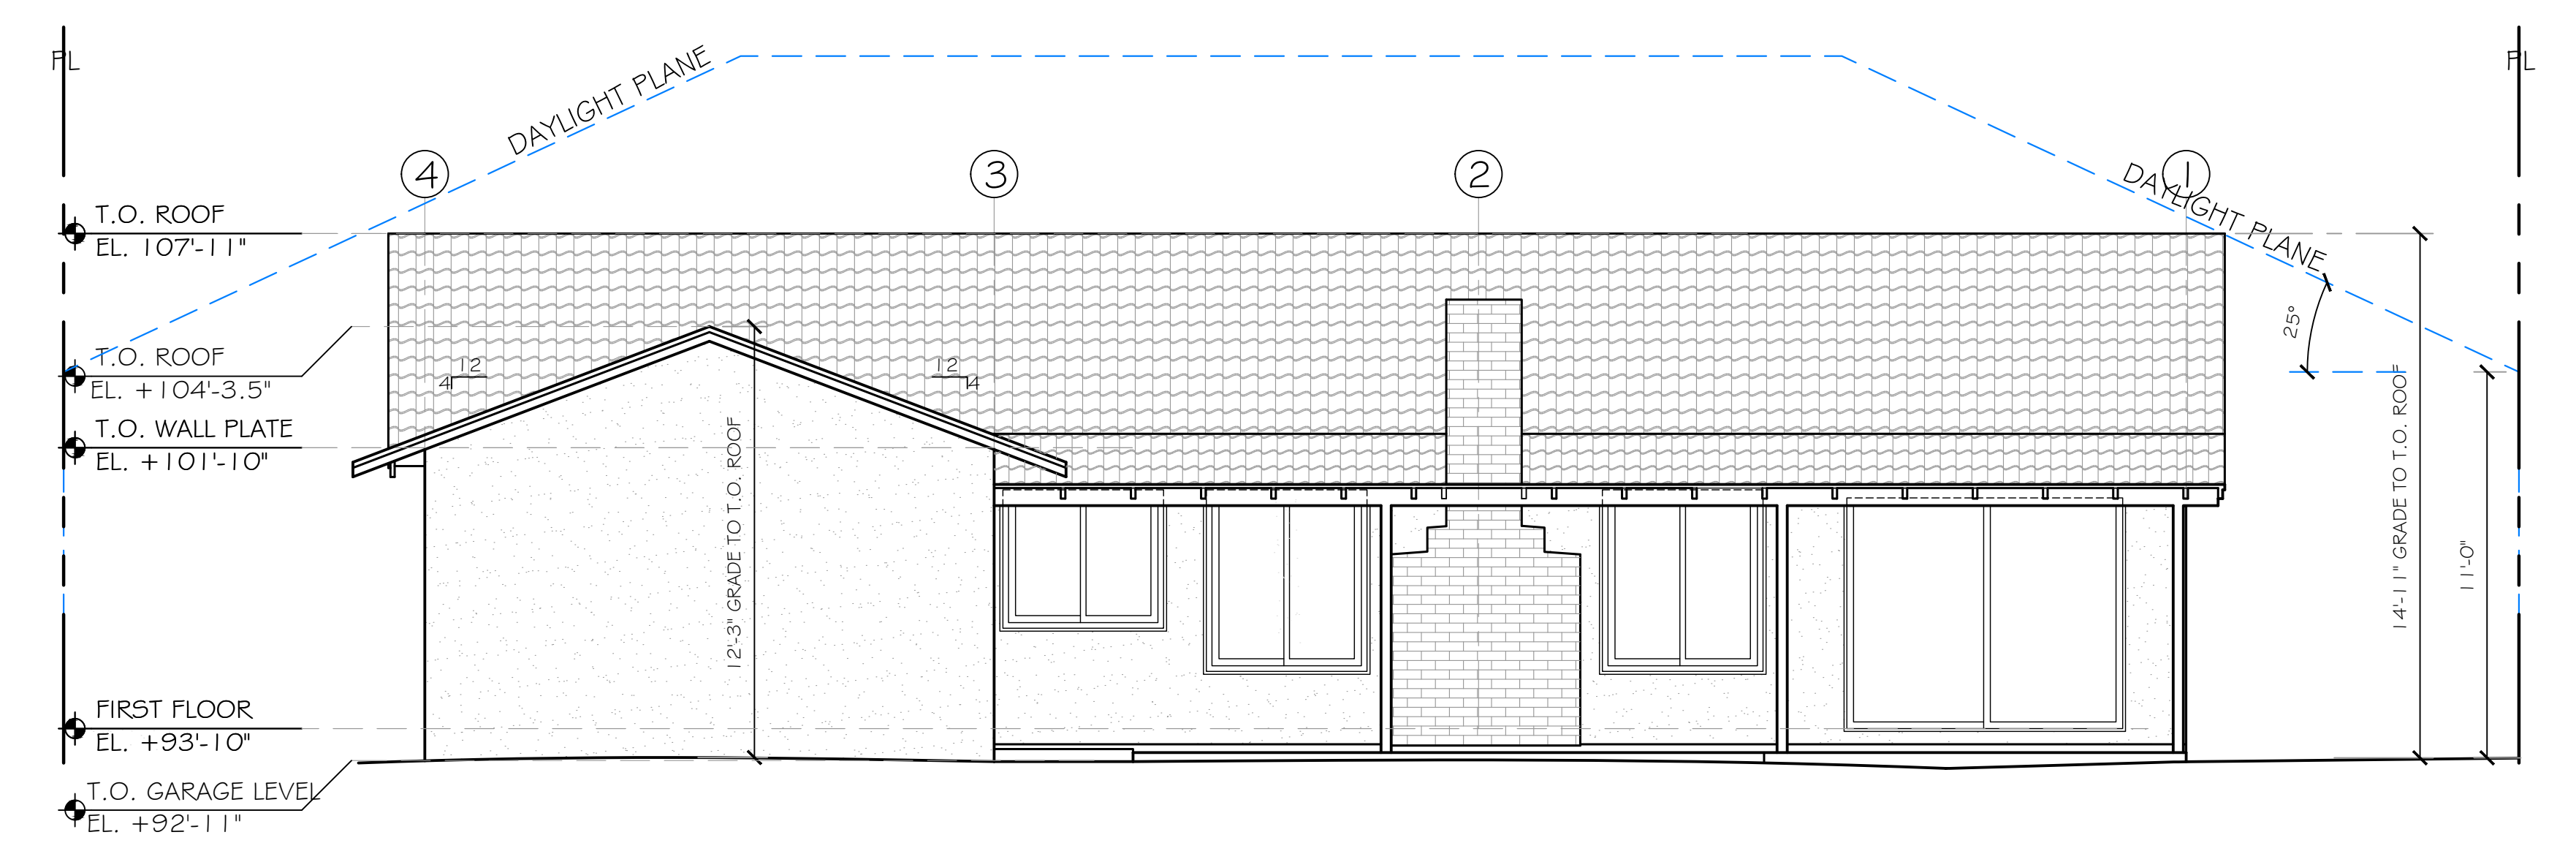 PL
PL
DAYLIGHT PLANE
DAYLIGHT PLANE
4
3
2
1
T.O. ROOF
EL. 107'-11"
T.O. ROOF
EL. +104'-3.5"
T.O. WALL PLATE
EL. +101'-10"
FIRST FLOOR
EL. +93'-10"
T.O. GARAGE LEVEL
EL. +92'-11"
12
4
12
4
12'-3" GRADE TO T.O. ROOF
25°
14'-11" GRADE TO T.O. ROOF
11'-0"